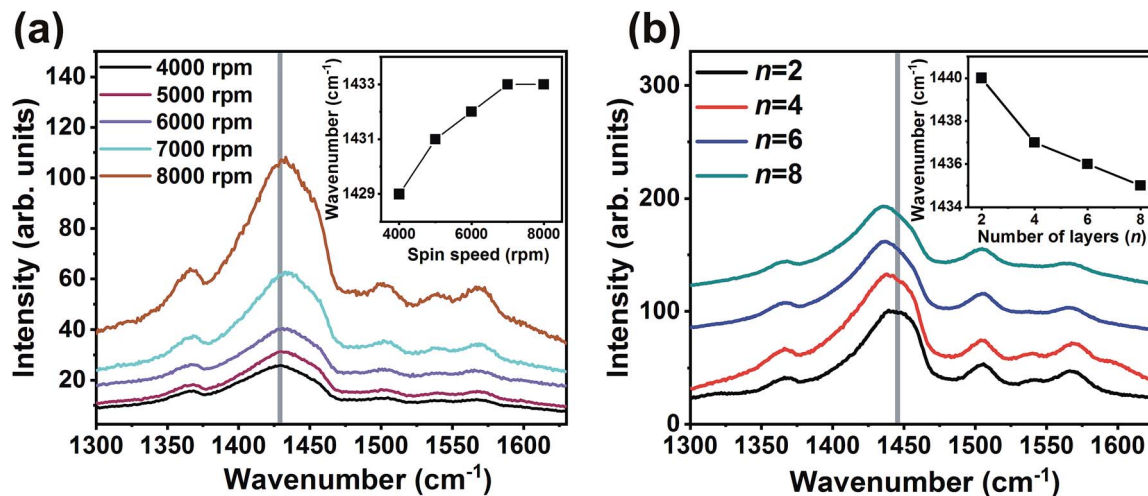 (a)
140
120
100
80
60
40
20
Intensity (arb. units)
4000 rpm
5000 rpm
6000 rpm
7000 rpm
8000 rpm
Wavenumber (cm⁻¹)
1433
1431
1429
4000 6000 8000
Spin speed (rpm)
1300 1350 1400 1450 1500 1550 1600
Wavenumber (cm⁻¹)
(b)
300
200
100
0
Intensity (arb. units)
n=2
n=4
n=6
n=8
Wavenumber (cm⁻¹)
1440
1438
1436
1434
2 4 6 8
Number of layers (n)
1300 1350 1400 1450 1500 1550 1600
Wavenumber (cm⁻¹)